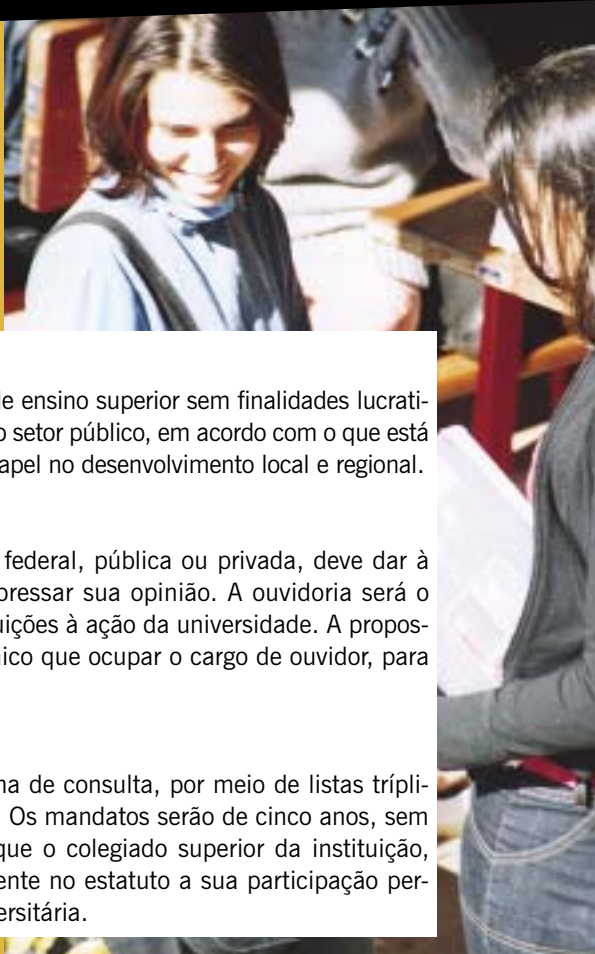 e ensino superior sem finalidades lucrati-
o setor público, em acordo com o que está
apel no desenvolvimento local e regional.
federal, pública ou privada, deve dar à
pressar sua opinião. A ouvidoria será o
uições à ação da universidade. A propos-
nico que ocupar o cargo de ouvidor, para
na de consulta, por meio de listas trípli-
. Os mandatos serão de cinco anos, sem
que o colegiado superior da instituição,
ente no estatuto a sua participação per-
ersitária.